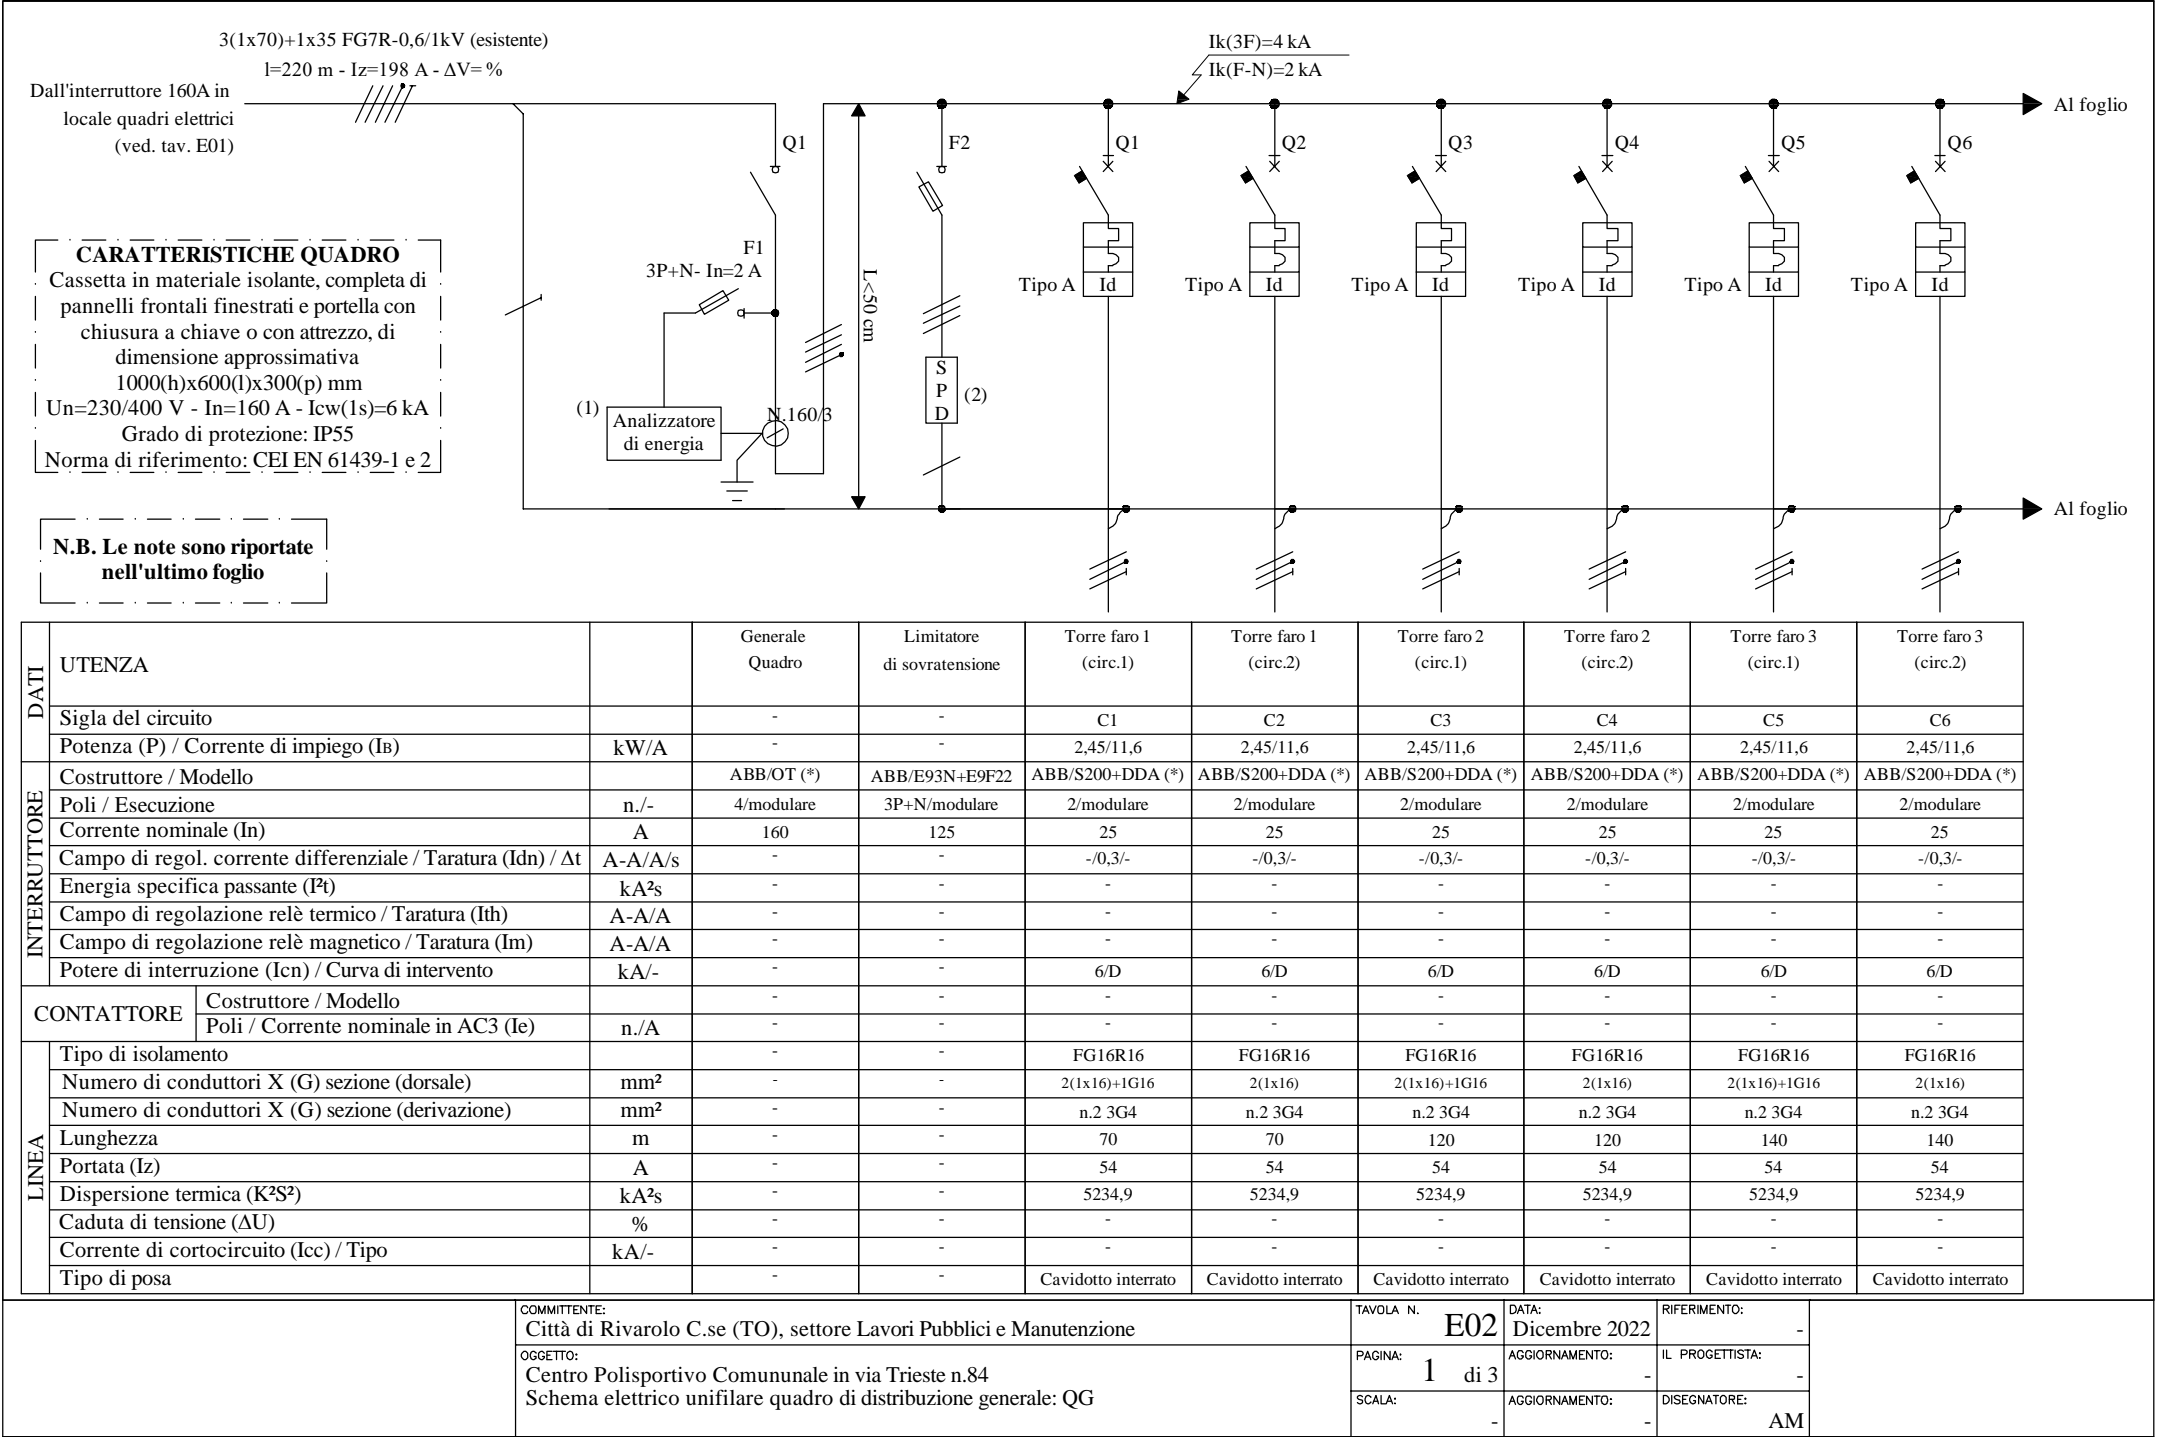 3(1x70)+1x35 FG7R-0,6/1kV (esistente)
l=220 m - Iz=198 A - ΔV= %
Dall'interruttore 160A in
locale quadri elettrici
(ved. tav. E01)
Ik(3F)=4 kA
Ik(F-N)=2 kA
Al foglio
Q1
F2
Q1
Q2
Q3
Q4
Q5
Q6
CARATTERISTICHE QUADRO
Cassetta in materiale isolante, completa di
pannelli frontali finestrati e portella con
chiusura a chiave o con attrezzo, di
dimensione approssimativa
1000(h)x600(l)x300(p) mm
Un=230/400 V - In=160 A - Icw(1s)=6 kA
Grado di protezione: IP55
Norma di riferimento: CEI EN 61439-1 e 2
F1
3P+N- In=2 A
L<50 cm
Tipo A Id
Tipo A Id
Tipo A Id
Tipo A Id
Tipo A Id
Tipo A Id
S
P
D
(2)
(1)
Analizzatore
di energia
N.160/3
Al foglio
N.B. Le note sono riportate
nell'ultimo foglio
DATI
UTENZA
Generale
Quadro
Limitatore
di sovratensione
Torre faro 1
(circ.1)
Torre faro 1
(circ.2)
Torre faro 2
(circ.1)
Torre faro 2
(circ.2)
Torre faro 3
(circ.1)
Torre faro 3
(circ.2)
Sigla del circuito - - C1 C2 C3 C4 C5 C6
Potenza (P) / Corrente di impiego (IB) kW/A - - 2,45/11,6 2,45/11,6 2,45/11,6 2,45/11,6 2,45/11,6 2,45/11,6
INTERRUTTORE
Costruttore / Modello ABB/OT (*) ABB/E93N+E9F22 ABB/S200+DDA (*) ABB/S200+DDA (*) ABB/S200+DDA (*) ABB/S200+DDA (*) ABB/S200+DDA (*) ABB/S200+DDA (*)
Poli / Esecuzione n./- 4/modulare 3P+N/modulare 2/modulare 2/modulare 2/modulare 2/modulare 2/modulare 2/modulare
Corrente nominale (In) A 160 125 25 25 25 25 25 25
Campo di regol. corrente differenziale / Taratura (Idn) / Δt A-A/A/s - - -/0,3/- -/0,3/- -/0,3/- -/0,3/- -/0,3/- -/0,3/-
Energia specifica passante (I²t) kA²s - - - - - - - -
Campo di regolazione relè termico / Taratura (Ith) A-A/A - - - - - - - -
Campo di regolazione relè magnetico / Taratura (Im) A-A/A - - - - - - - -
Potere di interruzione (Icn) / Curva di intervento kA/- - - 6/D 6/D 6/D 6/D 6/D 6/D
CONTATTORE
Costruttore / Modello - - - - - - - -
Poli / Corrente nominale in AC3 (Ie) n./A - - - - - - - -
LINEA
Tipo di isolamento - - FG16R16 FG16R16 FG16R16 FG16R16 FG16R16 FG16R16
Numero di conduttori X (G) sezione (dorsale) mm² - - 2(1x16)+1G16 2(1x16) 2(1x16)+1G16 2(1x16) 2(1x16)+1G16 2(1x16)
Numero di conduttori X (G) sezione (derivazione) mm² - - n.2 3G4 n.2 3G4 n.2 3G4 n.2 3G4 n.2 3G4 n.2 3G4
Lunghezza m - - 70 70 120 120 140 140
Portata (Iz) A - - 54 54 54 54 54 54
Dispersione termica (K²S²) kA²s - - 5234,9 5234,9 5234,9 5234,9 5234,9 5234,9
Caduta di tensione (ΔU) % - - - - - - - -
Corrente di cortocircuito (Icc) / Tipo kA/- - - - - - - - -
Tipo di posa - - Cavidotto interrato Cavidotto interrato Cavidotto interrato Cavidotto interrato Cavidotto interrato Cavidotto interrato
COMMITTENTE:
Città di Rivarolo C.se (TO), settore Lavori Pubblici e Manutenzione
OGGETTO:
Centro Polisportivo Comununale in via Trieste n.84
Schema elettrico unifilare quadro di distribuzione generale: QG
TAVOLA N. E02
DATA: Dicembre 2022
RIFERIMENTO: -
PAGINA: 1 di 3
AGGIORNAMENTO: -
IL PROGETTISTA: -
SCALA: -
AGGIORNAMENTO: -
DISEGNATORE: AM